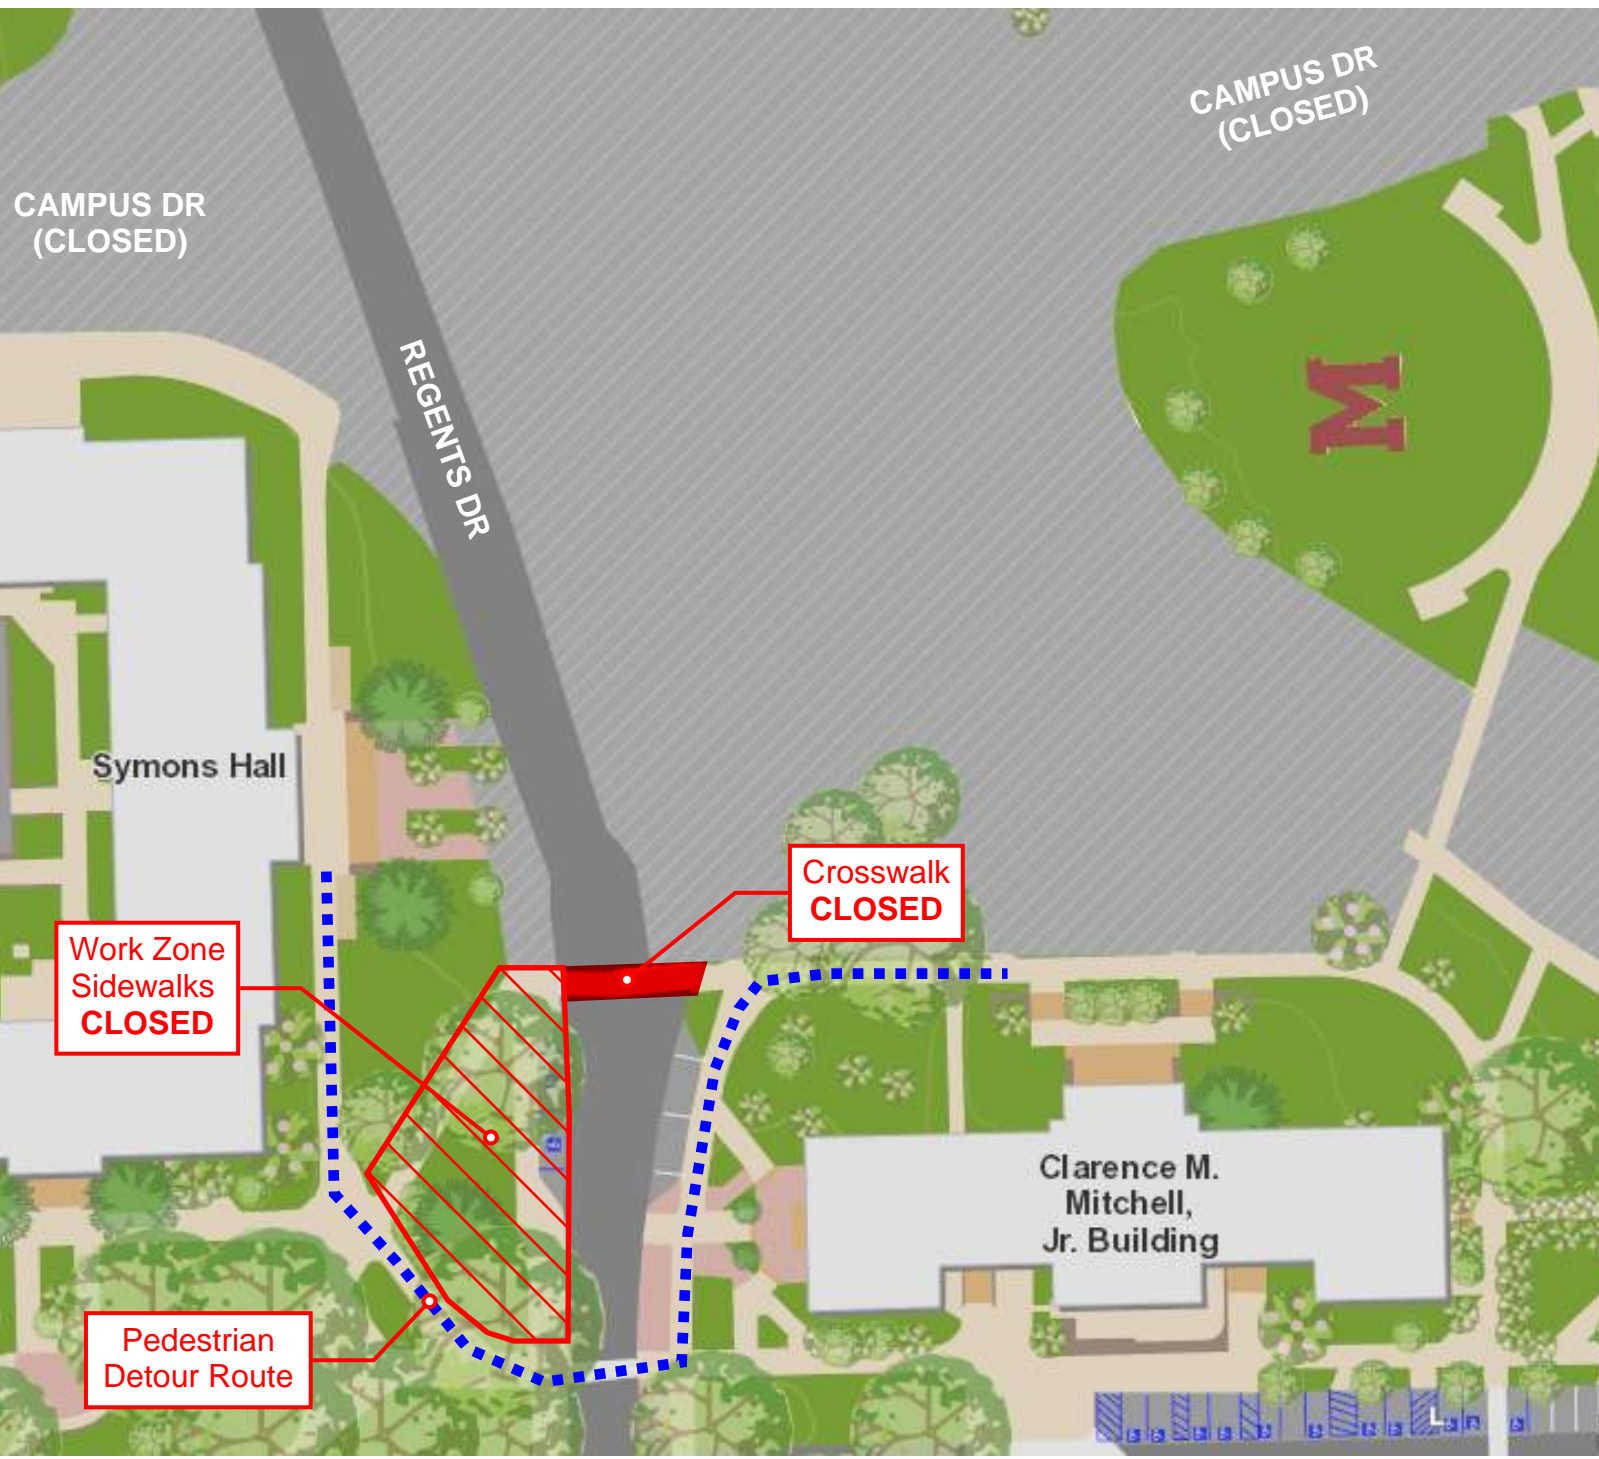 CAMPUS DR
(CLOSED)
CAMPUS DR
(CLOSED)
REGENTS DR
M
Symons Hall
Crosswalk
CLOSED
Work Zone
Sidewalks
CLOSED
Clarence M.
Mitchell,
Jr. Building
Pedestrian
Detour Route
L